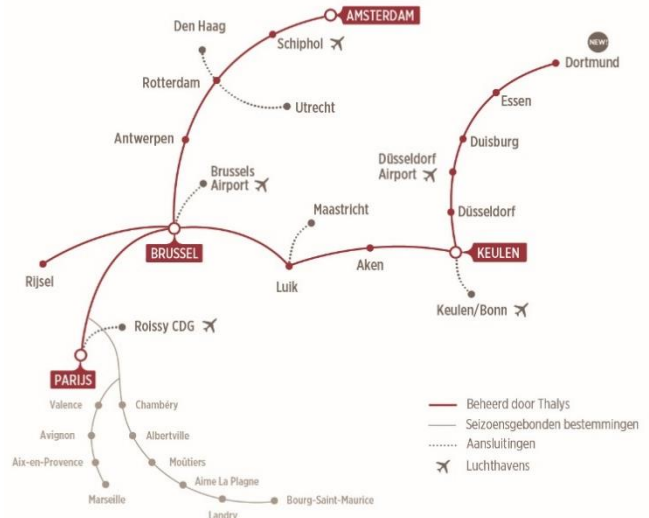 AMSTERDAM
Den Haag
Schiphol
NEW!
Dortmund
Rotterdam
Utrecht
Essen
Antwerpen
Duisburg
Brussels
Airport
Düsseldorf
Airport
Maastricht
Düsseldorf
BRUSSEL
KEULEN
Aken
Rijsel
Luik
Keulen/Bonn
Roissy CDG
PARIJS
Valence
Chambéry
Avignon
Albertville
Aix-en-Provence
Moûtiers
Marseille
Aime La Plagne
Bourg-Saint-Maurice
Landry
Beheerd door Thalys
Seizoensgebonden bestemmingen
Aansluitingen
Luchthavens